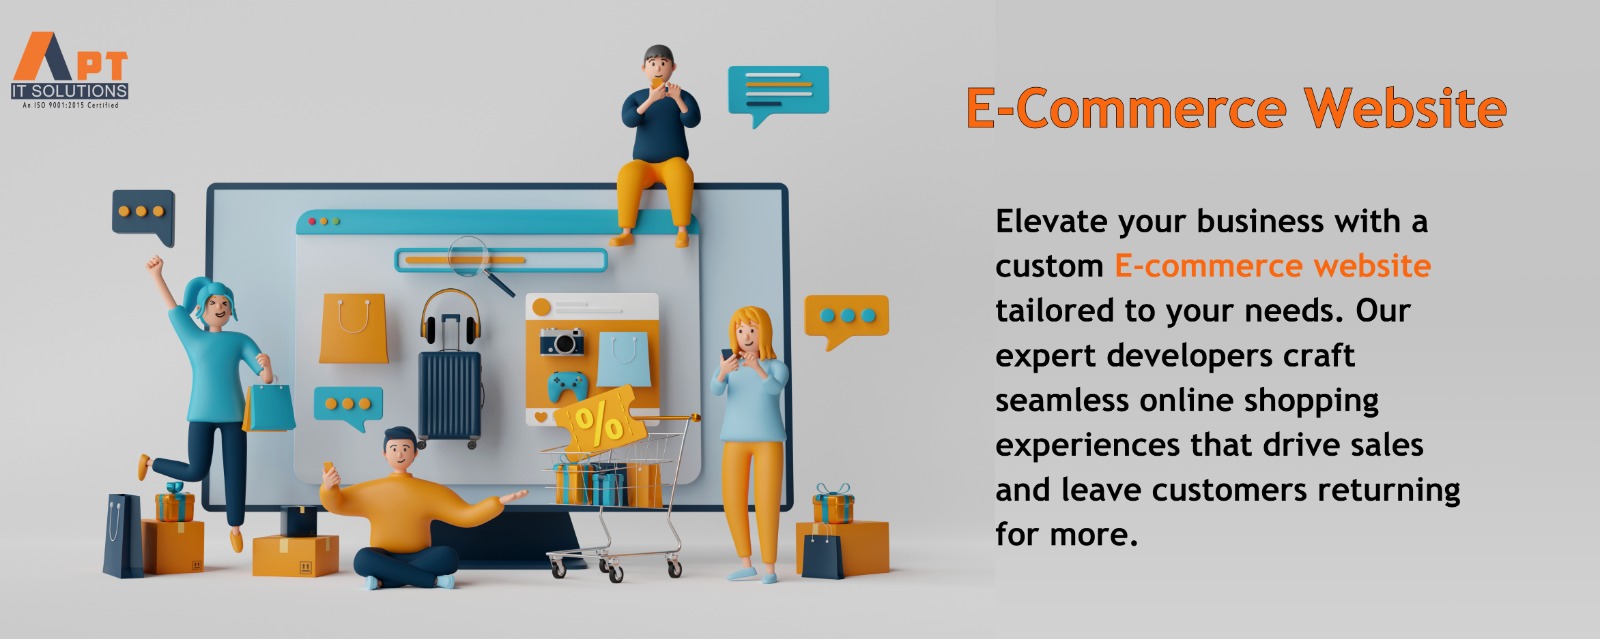 APT
IT SOLUTIONS
An ISO 9001:2015 Certified
E-Commerce Website
Elevate your business with a
custom E-commerce website
tailored to your needs. Our
expert developers craft
seamless online shopping
experiences that drive sales
and leave customers returning
for more.
%